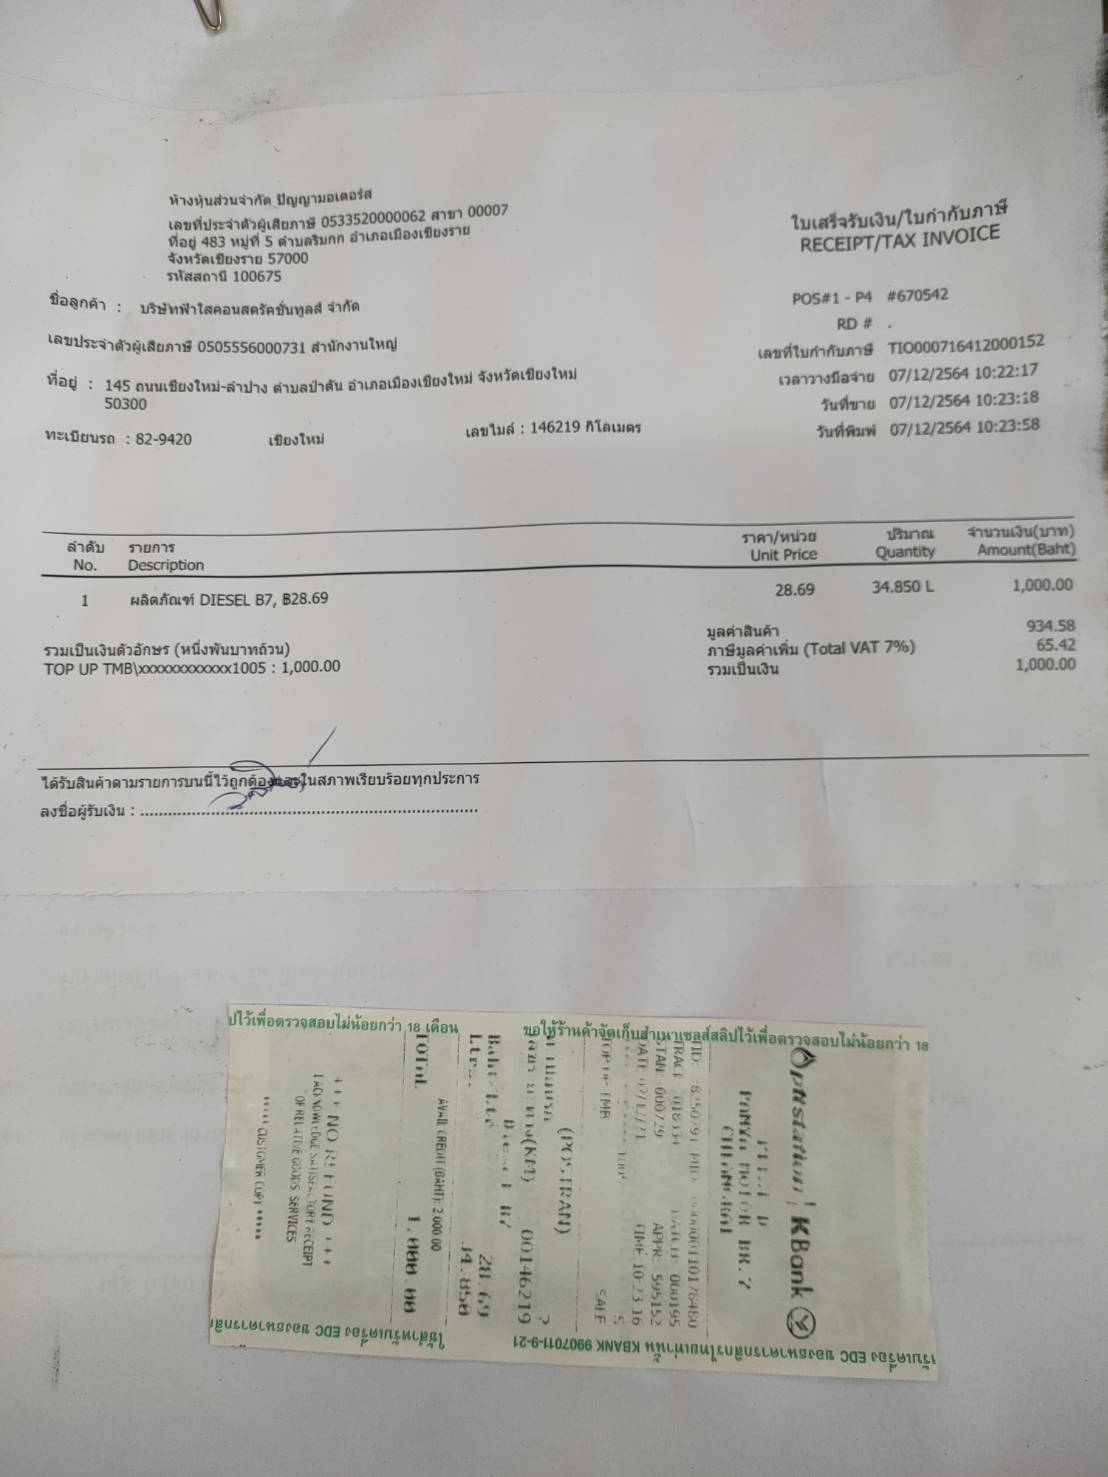 ห้างหุ้นส่วนจำกัด ปัญญามอเตอร์ส
เลขที่ประจำตัวผู้เสียภาษี 0533520000062 สาขา 00007
ที่อยู่ 483 หมู่ที่ 5 ตำบลริมกก อำเภอเมืองเชียงราย
จังหวัดเชียงราย 57000
รหัสสถานี 100675
ใบเสร็จรับเงิน/ใบกำกับภาษี
RECEIPT/TAX INVOICE
ชื่อลูกค้า : บริษัทฟ้าใสคอนสตรัคชั่นทูลส์ จำกัด
POS#1 - P4 #670542
RD # .
เลขประจำตัวผู้เสียภาษี 0505556000731 สำนักงานใหญ่
เลขที่ใบกำกับภาษี TIO000716412000152
ที่อยู่ : 145 ถนนเชียงใหม่-ลำปาง ตำบลป่าตัน อำเภอเมืองเชียงใหม่ จังหวัดเชียงใหม่
50300
เวลาวางมือจ่าย 07/12/2564 10:22:17
วันที่ขาย 07/12/2564 10:23:18
ทะเบียนรถ : 82-9420 เชียงใหม่ เลขไมล์ : 146219 กิโลเมตร
วันที่พิมพ์ 07/12/2564 10:23:58
ลำดับ รายการ ราคา/หน่วย ปริมาณ จำนวนเงิน(บาท)
No. Description Unit Price Quantity Amount(Baht)
1 ผลิตภัณฑ์ DIESEL B7, ฿28.69 28.69 34.850 L 1,000.00
มูลค่าสินค้า 934.58
รวมเป็นเงินตัวอักษร (หนึ่งพันบาทถ้วน) ภาษีมูลค่าเพิ่ม (Total VAT 7%) 65.42
TOP UP TMB\xxxxxxxxxxxx1005 : 1,000.00 รวมเป็นเงิน 1,000.00
ได้รับสินค้าตามรายการบนนี้ไว้ถูกต้องและในสภาพเรียบร้อยทุกประการ
ลงชื่อผู้รับเงิน :
ปไว้เพื่อตรวจสอบไม่น้อยกว่า 18 เดือน
ขอให้ร้านค้าจัดเก็บสำเนาเซลส์สลิปไว้เพื่อตรวจสอบไม่น้อยกว่า 18
ptt station KBank
MOTOR BR.7
CHIANGRAI
BATCH: 000195
STAN: 000729 APPR: 595152
DATE 07/12/21 TIME 10:23:16
TOP UP TMB
SALE
(POS.TRAN)
(KM) 00146219
Diesel B7
Baht/Ltr. 28.69
Ltrs. 34.850
AVAIL CREDIT (BAHT): 2,000.00
TOTAL 1,000.00
+++ NO REFUND +++
I ACKNOWLEDGE SATISFACTORY RECEIPT
OF RELATIVE GOODS SERVICES
***** CUSTOMER COPY *****
ใช้สำหรับเครื่อง EDC ของธนาคารกสิก
รับเครื่อง EDC ของธนาคารกสิกรไทยเท่านั้น KBANK 9907011-9-21